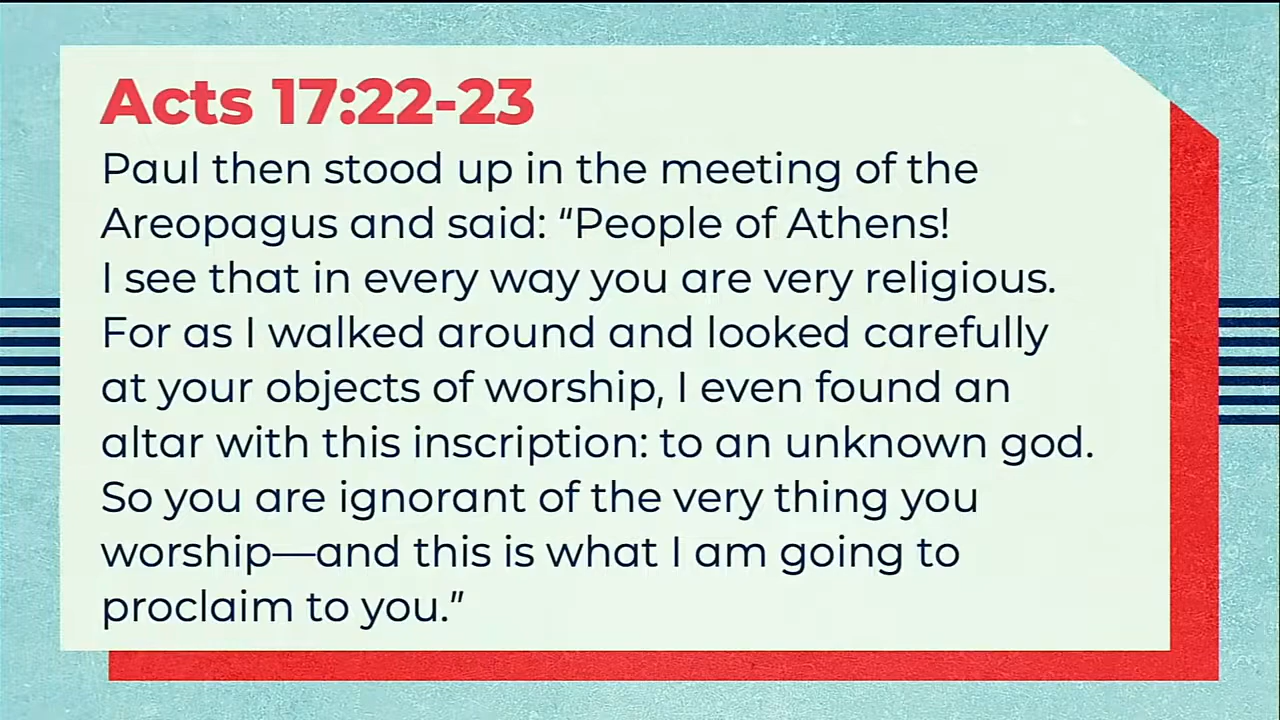 Acts 17:22-23
Paul then stood up in the meeting of the
Areopagus and said: “People of Athens!
I see that in every way you are very religious.
For as I walked around and looked carefully
at your objects of worship, I even found an
altar with this inscription: to an unknown god.
So you are ignorant of the very thing you
worship—and this is what I am going to
proclaim to you.”